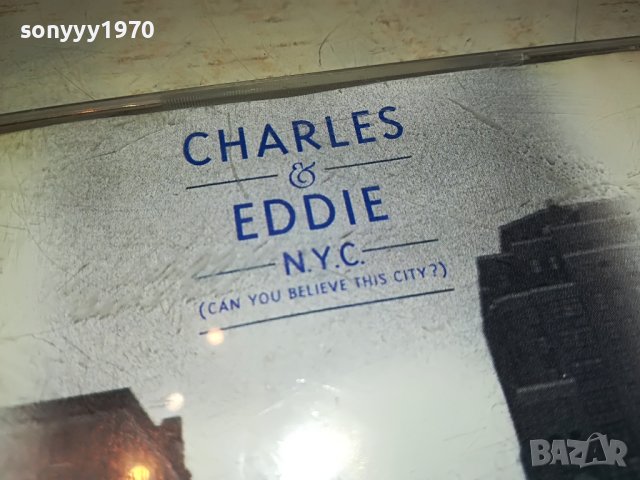 sonyyy1970
CHARLES
&
EDDIE
N.Y.C.
(CAN YOU BELIEVE THIS CITY?)
BAZAR